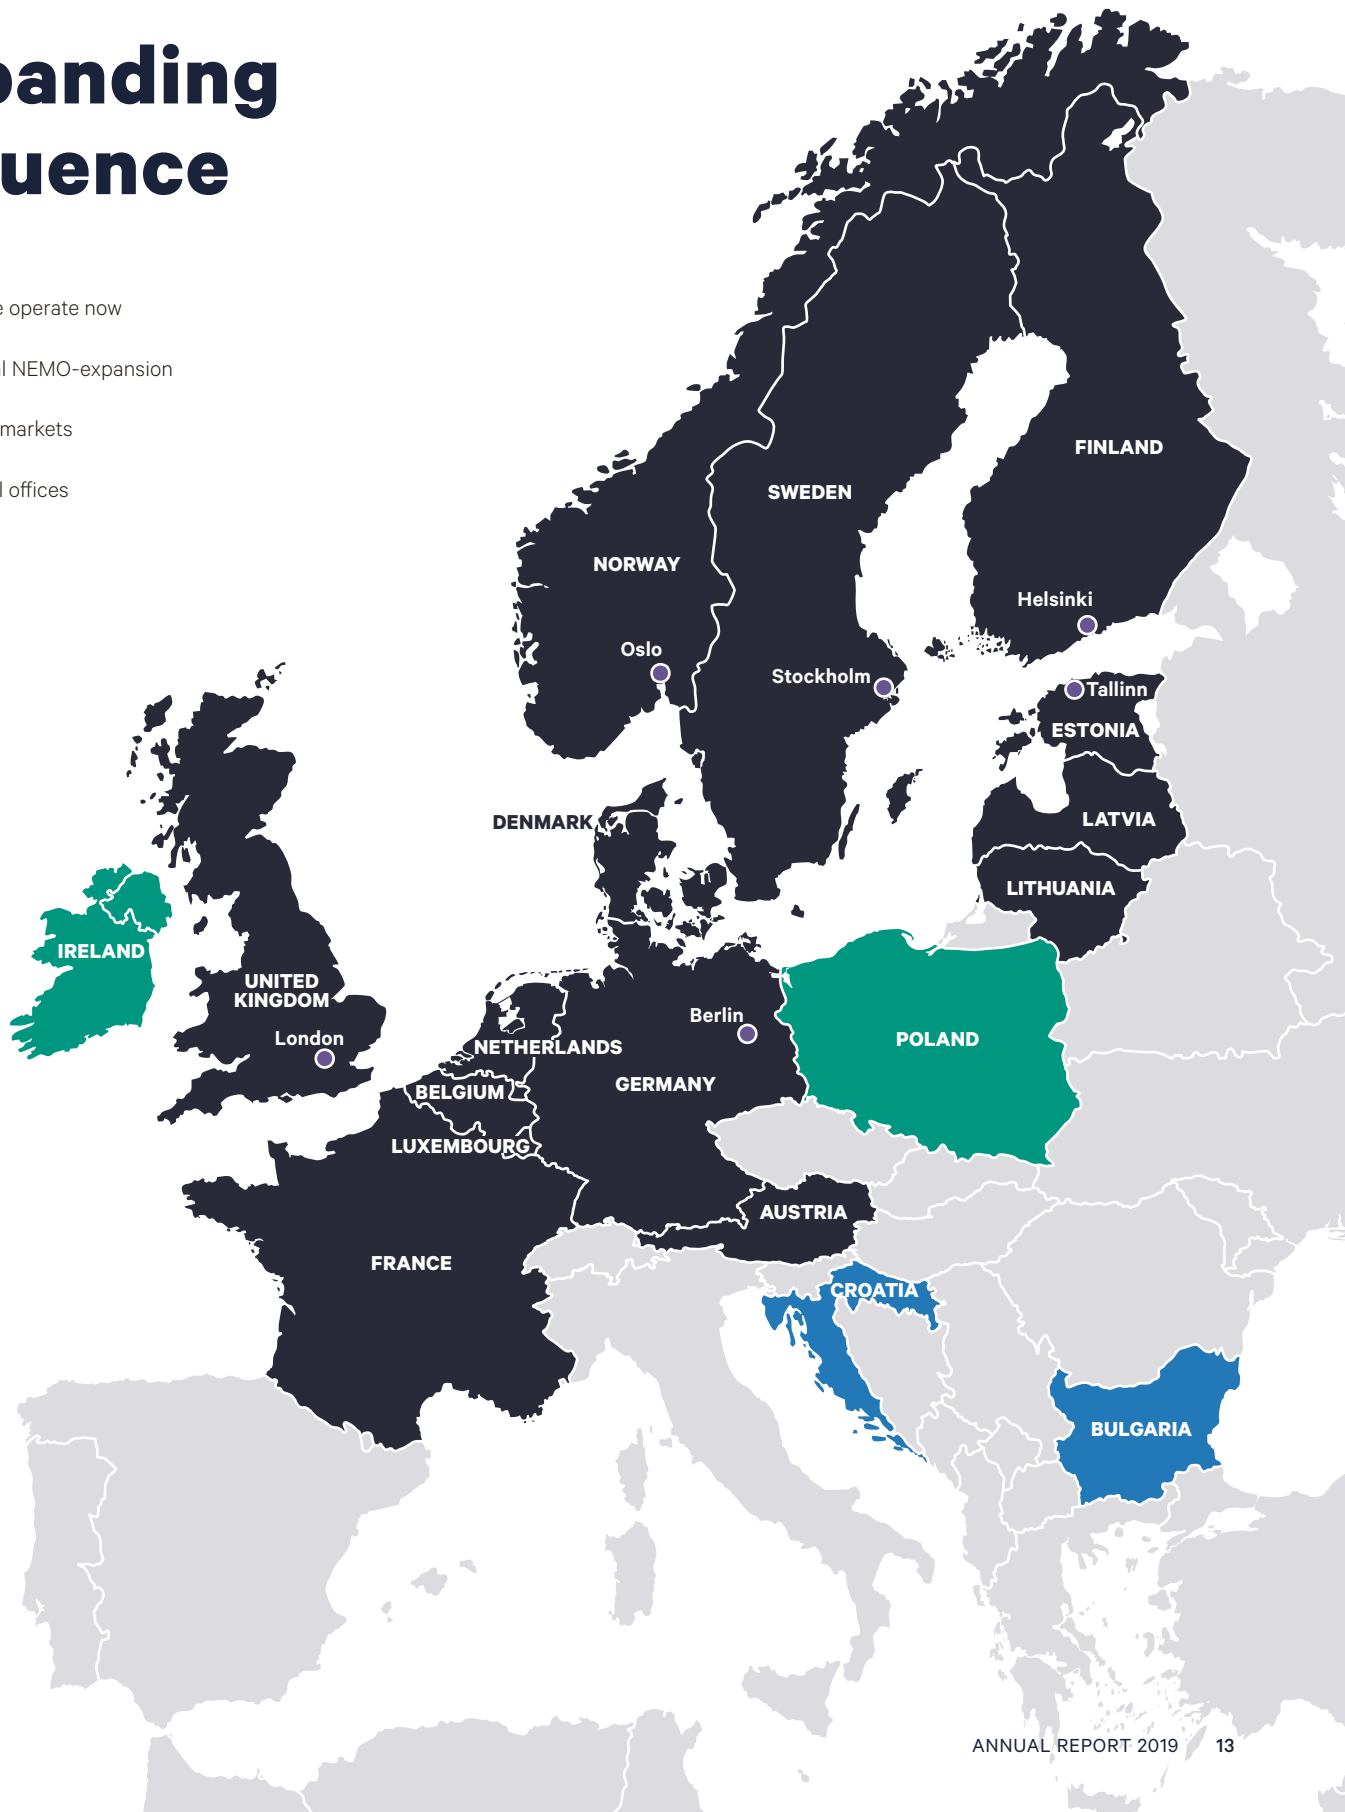 panding
uence
e operate now
l NEMO-expansion
markets
l offices
FINLAND
SWEDEN
NORWAY
Helsinki
Oslo
Stockholm
Tallinn
ESTONIA
DENMARK
LATVIA
LITHUANIA
IRELAND
UNITED
KINGDOM
Berlin
London
NETHERLANDS
POLAND
GERMANY
BELGIUM
LUXEMBOURG
AUSTRIA
FRANCE
CROATIA
BULGARIA
ANNUAL REPORT 2019 13